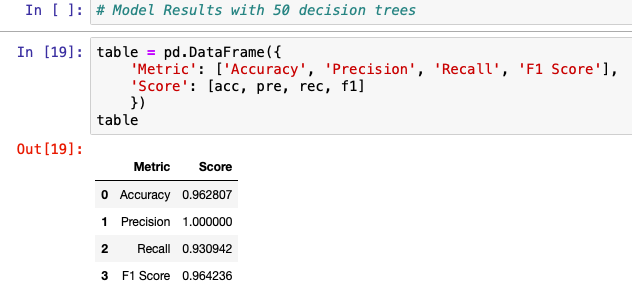 In [ ]: # Model Results with 50 decision trees
In [19]: table = pd.DataFrame({
'Metric': ['Accuracy', 'Precision', 'Recall', 'F1 Score'],
'Score': [acc, pre, rec, f1]
})
table
Out[19]:
Metric Score
0 Accuracy 0.962807
1 Precision 1.000000
2 Recall 0.930942
3 F1 Score 0.964236